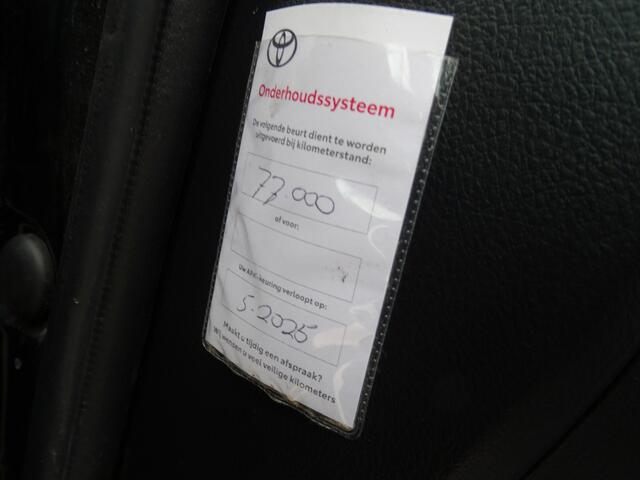 Onderhoudssysteem
De volgende beurt dient te worden
uitgevoerd bij kilometerstand:
77.000
of voor:
Uw APK-keuring verloopt op:
5-2025
Maakt u tijdig een afspraak?
Wij wensen u veel veilige kilometers